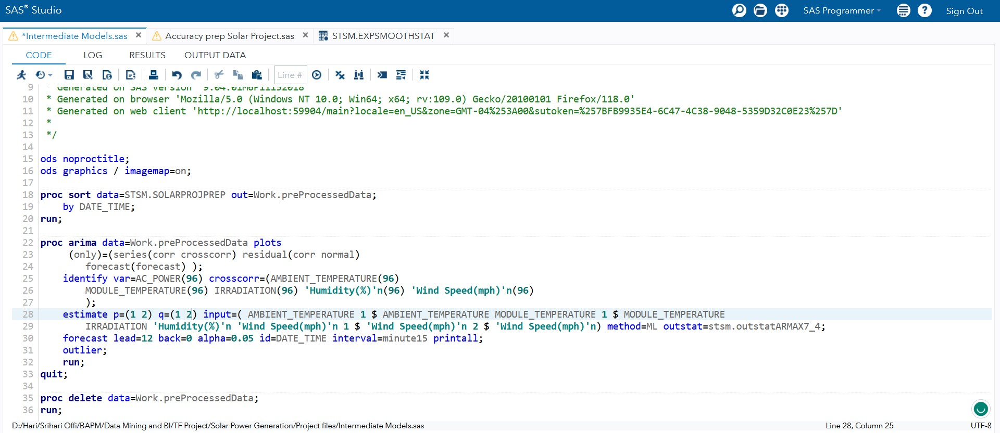 SAS® Studio
SAS Programmer
Sign Out
*Intermediate Models.sas
Accuracy prep Solar Project.sas
STSM.EXPSMOOTHSTAT
CODE LOG RESULTS OUTPUT DATA
Line #
9 * Generated on SAS version '9.04.01M6P11152018'
10 * Generated on browser 'Mozilla/5.0 (Windows NT 10.0; Win64; x64; rv:109.0) Gecko/20100101 Firefox/118.0'
11 * Generated on web client 'http://localhost:59904/main?locale=en_US&zone=GMT-04%253A00&sutoken=%257BFB9935E4-6C47-4C38-9048-5359D32C0E23%257D'
12 *
13 */
14
15 ods noproctitle;
16 ods graphics / imagemap=on;
17
18 proc sort data=STSM.SOLARPROJPREP out=Work.preProcessedData;
19 by DATE_TIME;
20 run;
21
22 proc arima data=Work.preProcessedData plots
23 (only)=(series(corr crosscorr) residual(corr normal)
24 forecast(forecast) );
25 identify var=AC_POWER(96) crosscorr=(AMBIENT_TEMPERATURE(96)
26 MODULE_TEMPERATURE(96) IRRADIATION(96) 'Humidity(%)'n(96) 'Wind Speed(mph)'n(96)
27 );
28 estimate p=(1 2) q=(1 2) input=( AMBIENT_TEMPERATURE 1 $ AMBIENT_TEMPERATURE MODULE_TEMPERATURE 1 $ MODULE_TEMPERATURE
29 IRRADIATION 'Humidity(%)'n 'Wind Speed(mph)'n 1 $ 'Wind Speed(mph)'n 2 $ 'Wind Speed(mph)'n) method=ML outstat=stsm.outstatARMAX7_4;
30 forecast lead=12 back=0 alpha=0.05 id=DATE_TIME interval=minute15 printall;
31 outlier;
32 run;
33 quit;
34
35 proc delete data=Work.preProcessedData;
36 run;
D:/Hari/Srihari Offi/BAPM/Data Mining and BI/TF Project/Solar Power Generation/Project files/Intermediate Models.sas
Line 28, Column 25
UTF-8